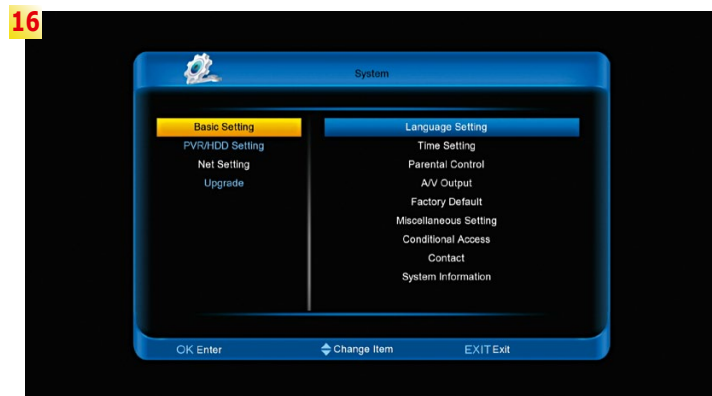 16
System
Basic Setting
PVR/HDD Setting
Net Setting
Upgrade
Language Setting
Time Setting
Parental Control
A/V Output
Factory Default
Miscellaneous Setting
Conditional Access
Contact
System Information
OK Enter Change Item EXIT Exit